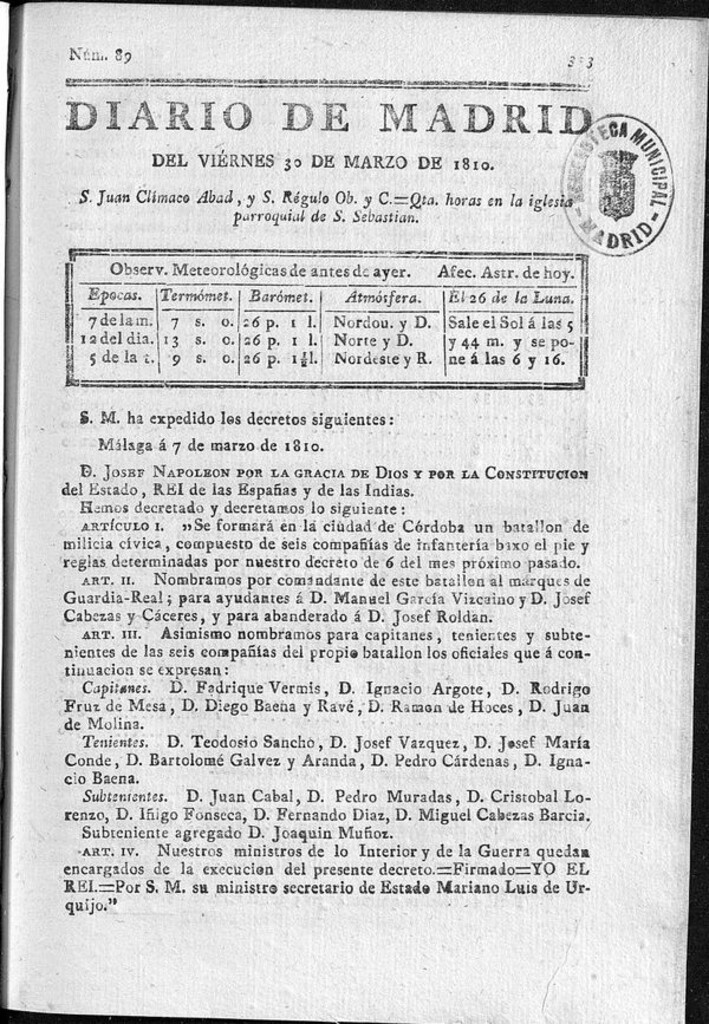 Núm. 89
DIARIO DE MADRID
DEL VIÉRNES 30 DE MARZO DE 1810.
S. Juan Clímaco Abad, y S. Régulo Ob. y C.=Qta. horas en la iglesia
parroquial de S. Sebastian.
HEMEROTECA MUNICIPAL
MADRID
Observ. Meteorológicas de antes de ayer. Afec. Astr. de hoy.
Epocas. Termómet. Barómet. Atmósfera. El 26 de la Luna.
7 de la m. 7 s. 0. 26 p. 1 l. Nordou. y D. Sale el Sol á las 5
12 del dia. 13 s. 0. 26 p. 1 l. Norte y D. y 44 m. y se po-
5 de la t. 9 s. 0. 26 p. 1½l. Nordeste y R. ne á las 6 y 16.
S. M. ha expedido los decretos siguientes:
Málaga á 7 de marzo de 1810.
D. JOSEF NAPOLEON POR LA GRACIA DE DIOS Y POR LA CONSTITUCION
del Estado, REI de las Españas y de las Indias.
Hemos decretado y decretamos lo siguiente:
ARTÍCULO I. „Se formará en la ciudad de Córdoba un batallon de
milicia cívica, compuesto de seis compañías de infantería baxo el pie y
reglas determinadas por nuestro decreto de 6 del mes próximo pasado.
ART. II. Nombramos por comandante de este batallon al marques de
Guardia-Real; para ayudantes á D. Manuel García Vizcaino y D. Josef
Cabezas y Cáceres, y para abanderado á D. Josef Roldan.
ART. III. Asimismo nombramos para capitanes, tenientes y subte-
nientes de las seis compañías del propio batallon los oficiales que á con-
tinuacion se expresan:
Capitanes. D. Fadrique Vermis, D. Ignacio Argote, D. Rodrigo
Fruz de Mesa, D. Diego Baena y Ravé, D. Ramon de Hoces, D. Juan
de Molina.
Tenientes. D. Teodosio Sancho, D. Josef Vazquez, D. Josef María
Conde, D. Bartolomé Galvez y Aranda, D. Pedro Cárdenas, D. Igna-
cio Baena.
Subtenientes. D. Juan Cabal, D. Pedro Muradas, D. Cristobal Lo-
renzo, D. Iñigo Fonseca, D. Fernando Diaz, D. Miguel Cabezas Barcia.
Subteniente agregado D. Joaquin Muñoz.
ART. IV. Nuestros ministros de lo Interior y de la Guerra quedan
encargados de la execucion del presente decreto.=Firmado=YO EL
REI.=Por S. M. su ministro secretario de Estado Mariano Luis de Ur-
quijo."